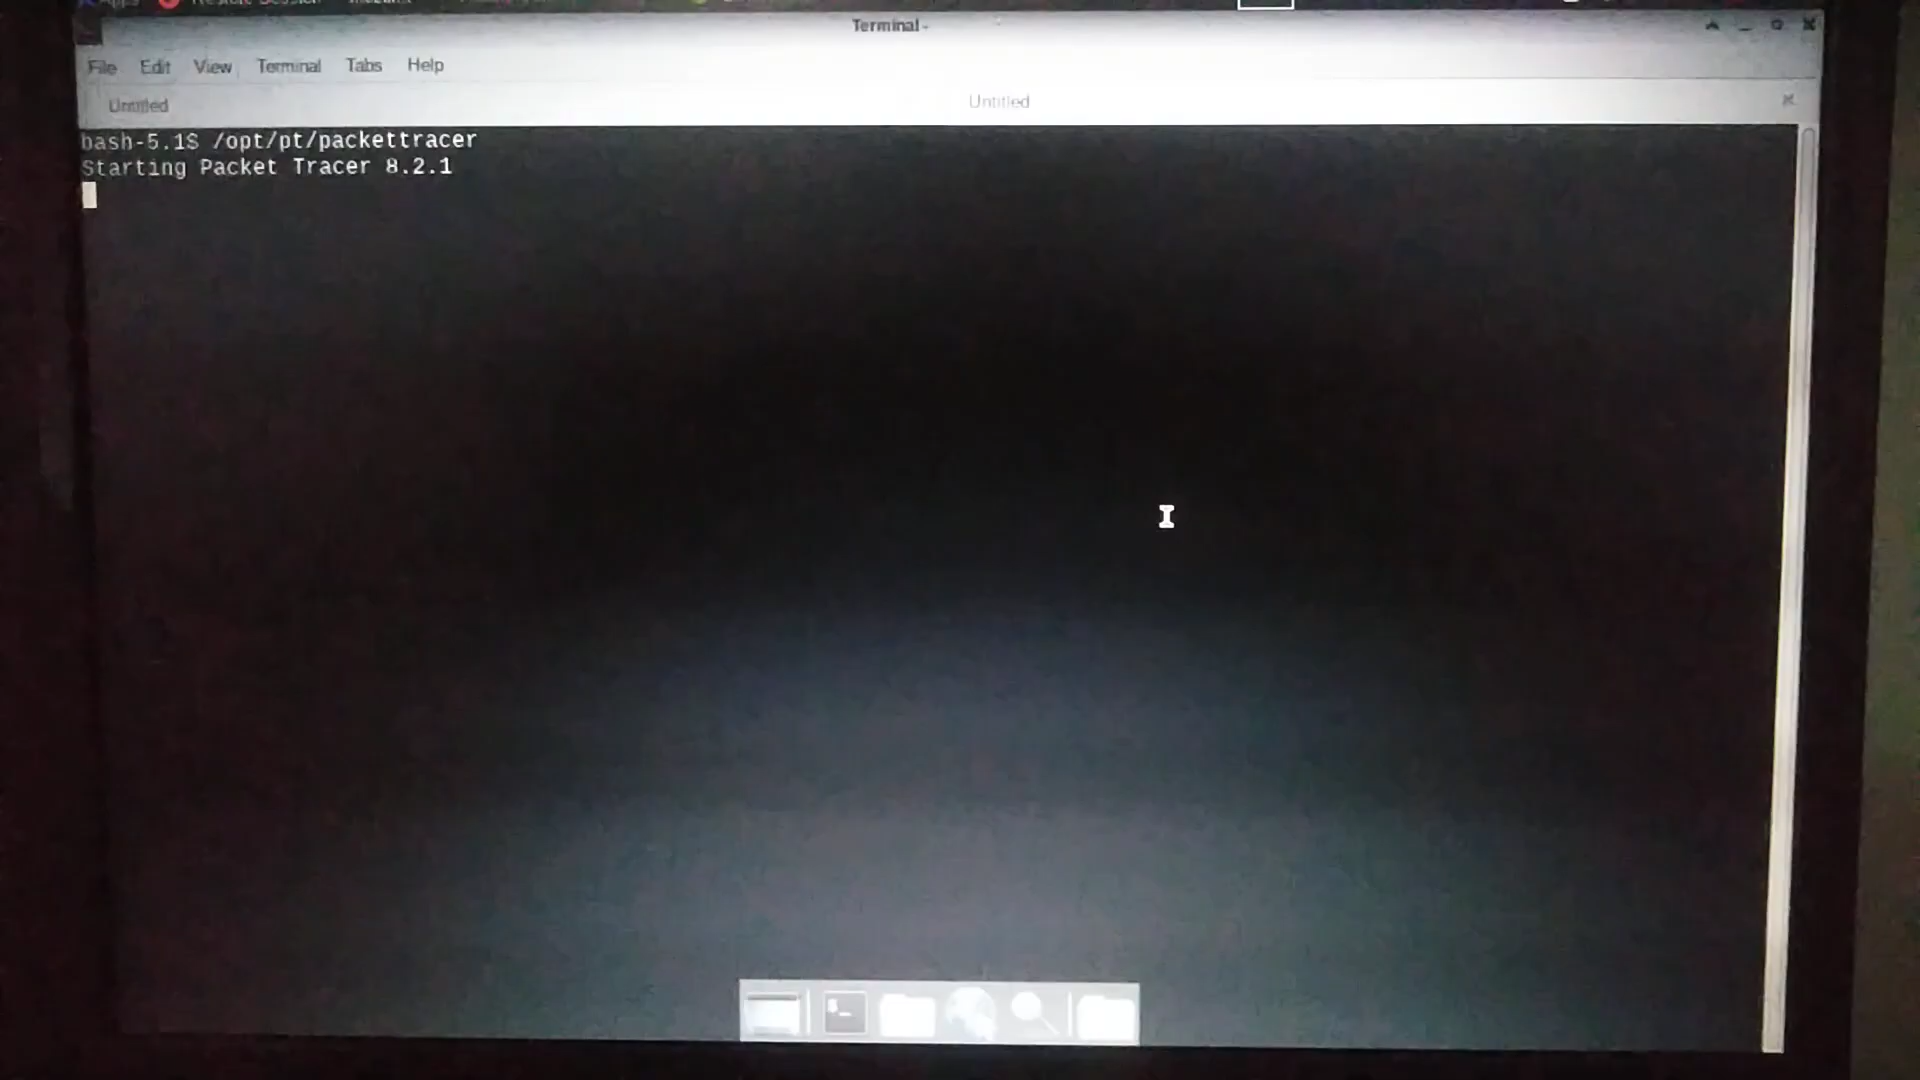 Terminal -
File Edit View Terminal Tabs Help
Untitled Untitled
bash-5.1$ /opt/pt/packettracer
Starting Packet Tracer 8.2.1